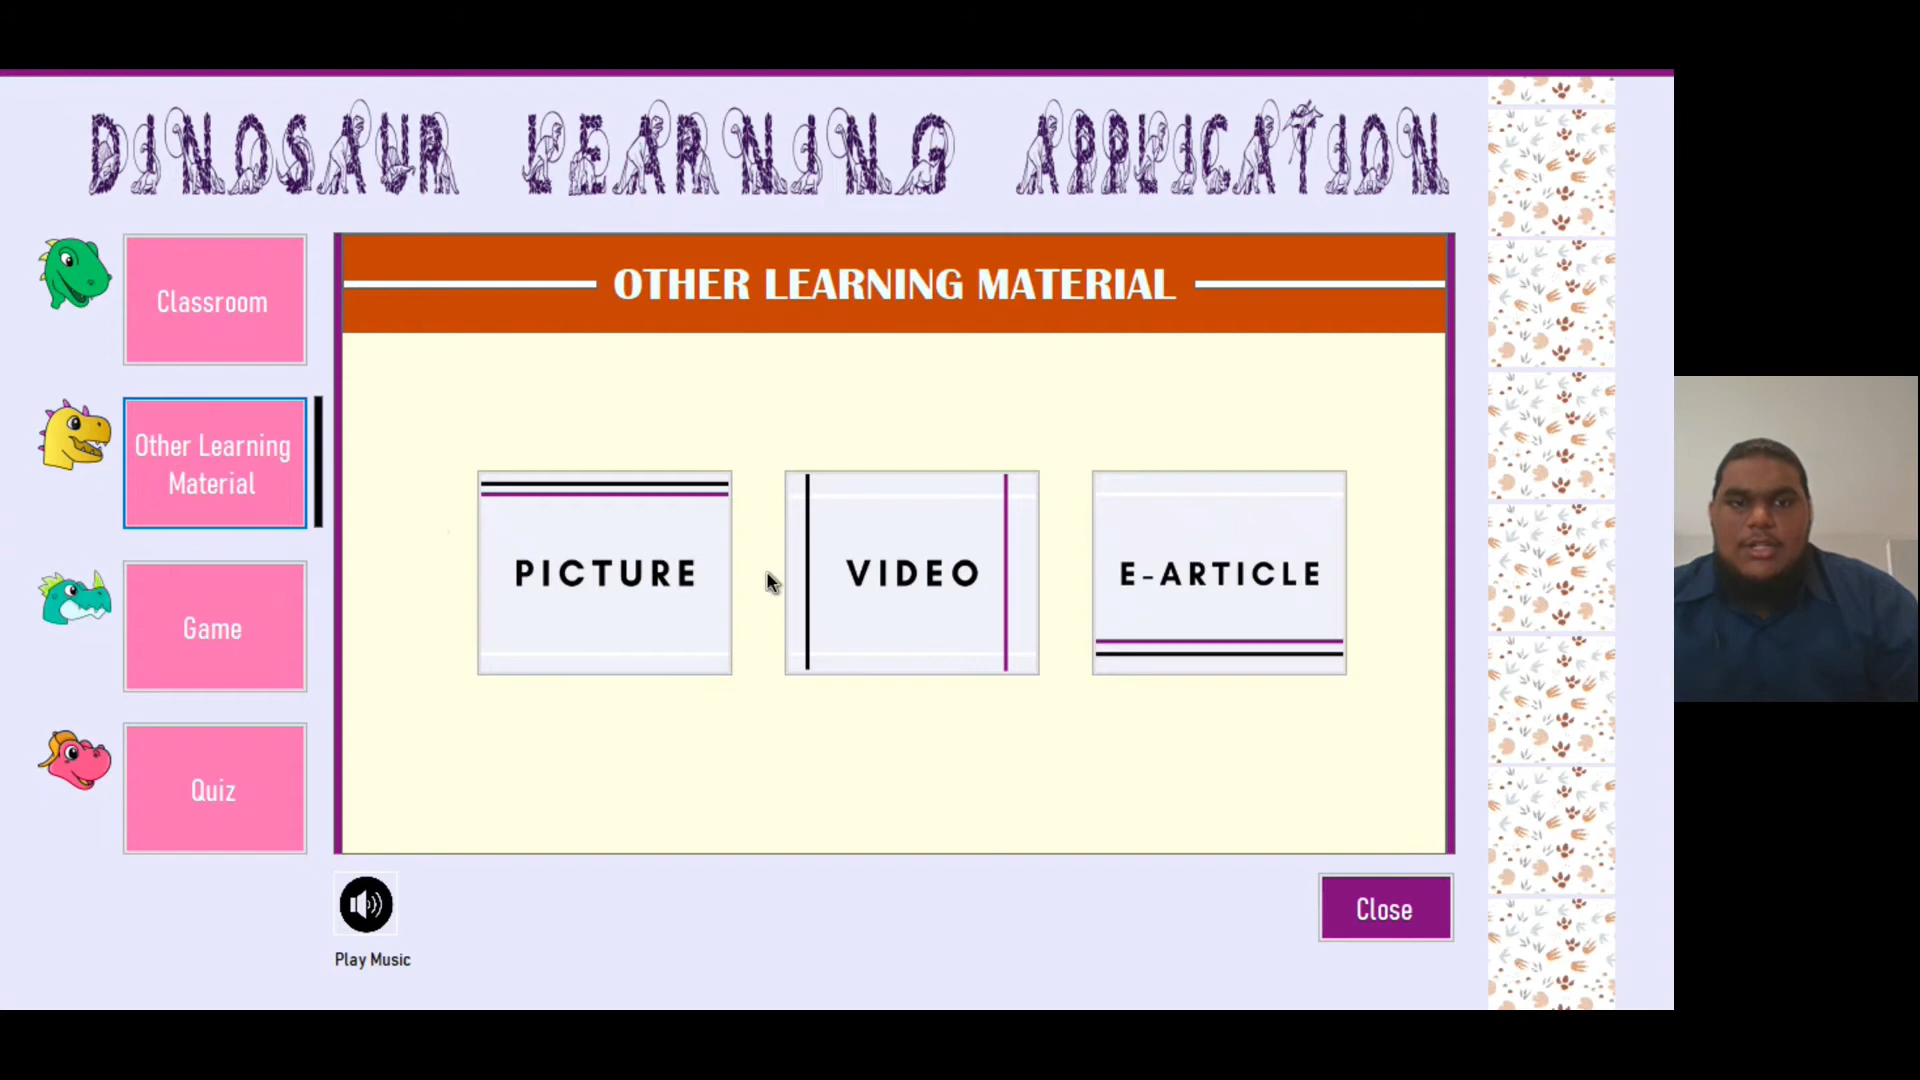 DINOSAUR LEARNING APPLICATION
OTHER LEARNING MATERIAL
Classroom
Other Learning
Material
PICTURE
VIDEO
E-ARTICLE
Game
Quiz
Close
Play Music